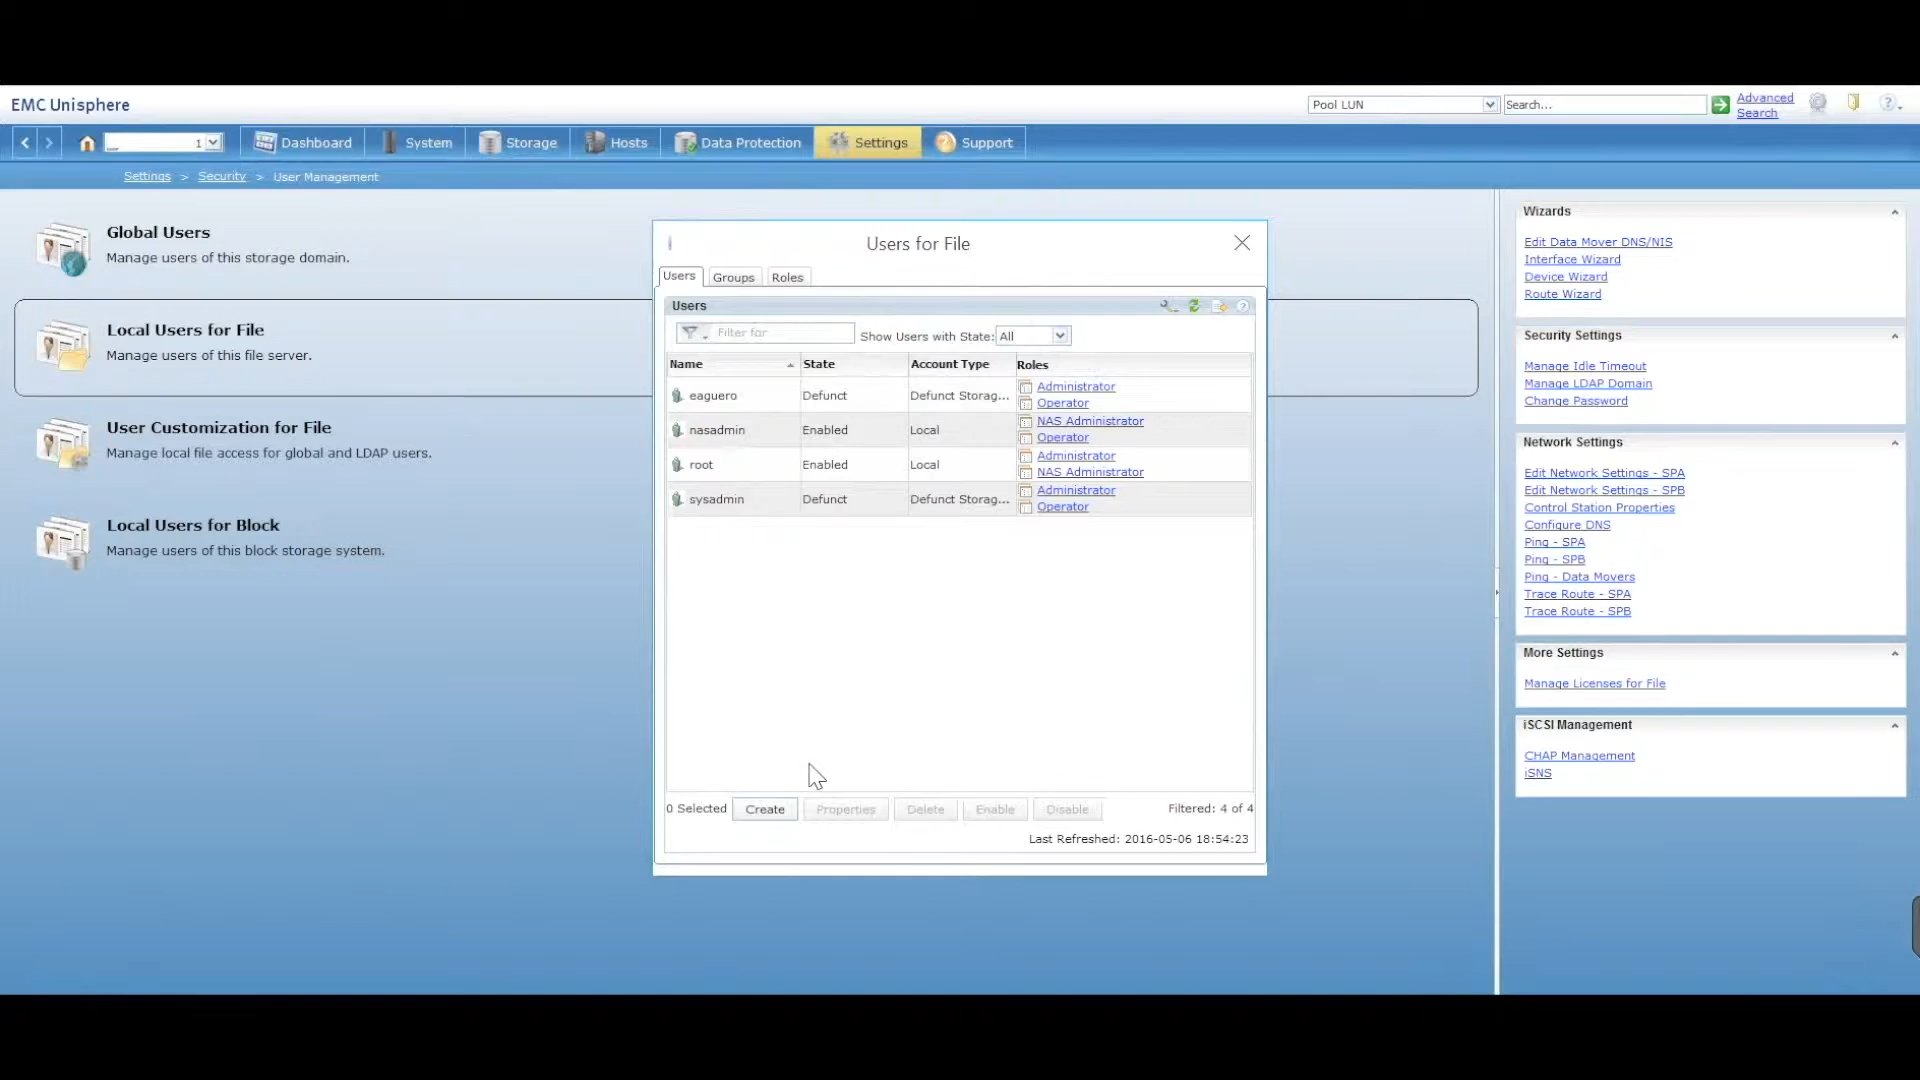 EMC Unisphere
Pool LUN
Search...
Advanced
Search
1
Dashboard
System
Storage
Hosts
Data Protection
Settings
Support
Settings > Security > User Management
Global Users
Manage users of this storage domain.
Local Users for File
Manage users of this file server.
User Customization for File
Manage local file access for global and LDAP users.
Local Users for Block
Manage users of this block storage system.
Users for File
Users
Groups
Roles
Users
Filter for
Show Users with State: All
Name State Account Type Roles
eaguero Defunct Defunct Storag... Administrator
Operator
nasadmin Enabled Local NAS Administrator
Operator
root Enabled Local Administrator
NAS Administrator
sysadmin Defunct Defunct Storag... Administrator
Operator
0 Selected Create Properties Delete Enable Disable Filtered: 4 of 4
Last Refreshed: 2016-05-06 18:54:23
Wizards
Edit Data Mover DNS/NIS
Interface Wizard
Device Wizard
Route Wizard
Security Settings
Manage Idle Timeout
Manage LDAP Domain
Change Password
Network Settings
Edit Network Settings - SPA
Edit Network Settings - SPB
Control Station Properties
Configure DNS
Ping - SPA
Ping - SPB
Ping - Data Movers
Trace Route - SPA
Trace Route - SPB
More Settings
Manage Licenses for File
iSCSI Management
CHAP Management
iSNS